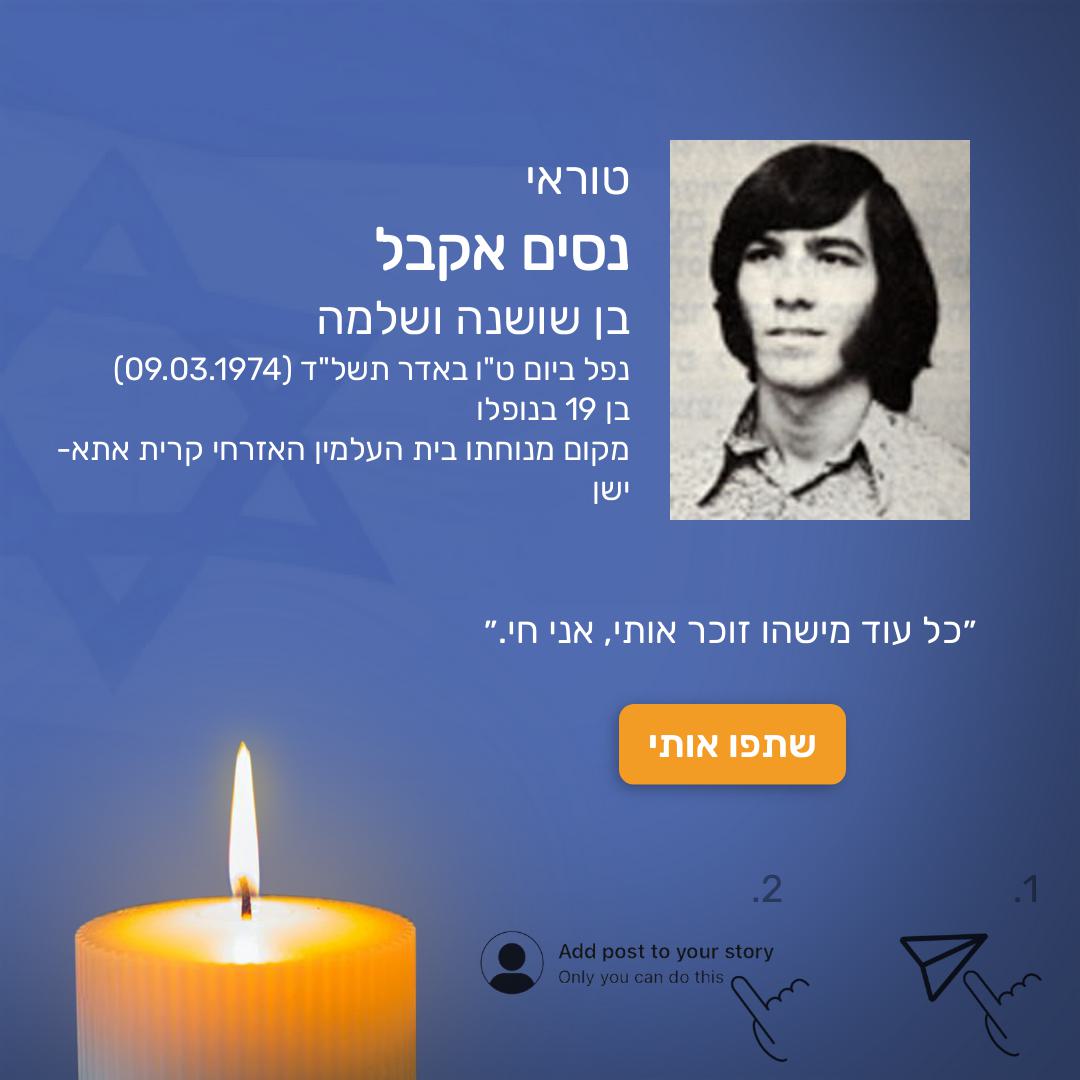 טוראי
נסים אקבל
בן שושנה ושלמה
נפל ביום ט"ו באדר תשל"ד (09.03.1974)
בן 19 בנופלו
מקום מנוחתו בית העלמין האזרחי קרית אתא-
ישן
״כל עוד מישהו זוכר אותי, אני חי.״
שתפו אותי
1.
2.
Add post to your story
Only you can do this